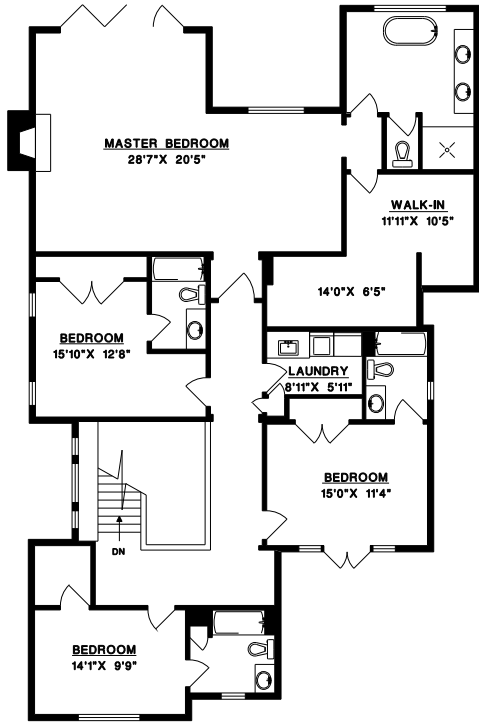 MASTER BEDROOM
28'7"X 20'5"
WALK-IN
11'11"X 10'5"
14'0"X 6'5"
BEDROOM
15'10"X 12'8"
LAUNDRY
8'11"X 5'11"
BEDROOM
15'0"X 11'4"
DN
BEDROOM
14'1"X 9'9"